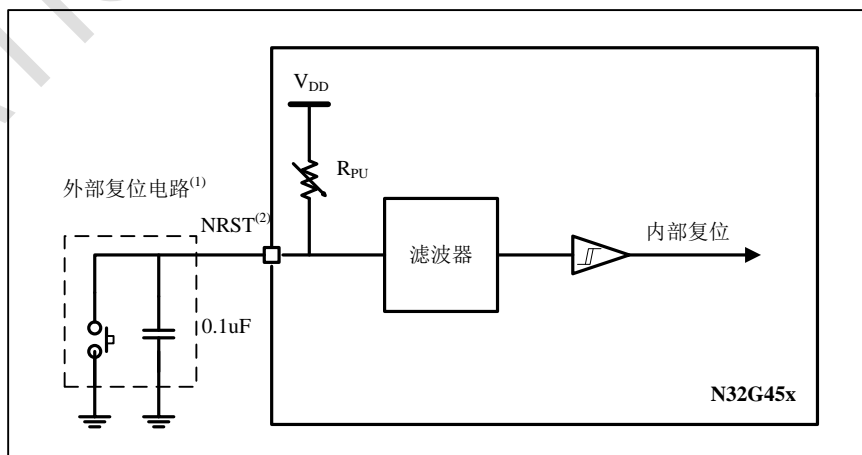 V_DD
R_PU
外部复位电路(1)
NRST(2)
滤波器
内部复位
0.1uF
N32G45x